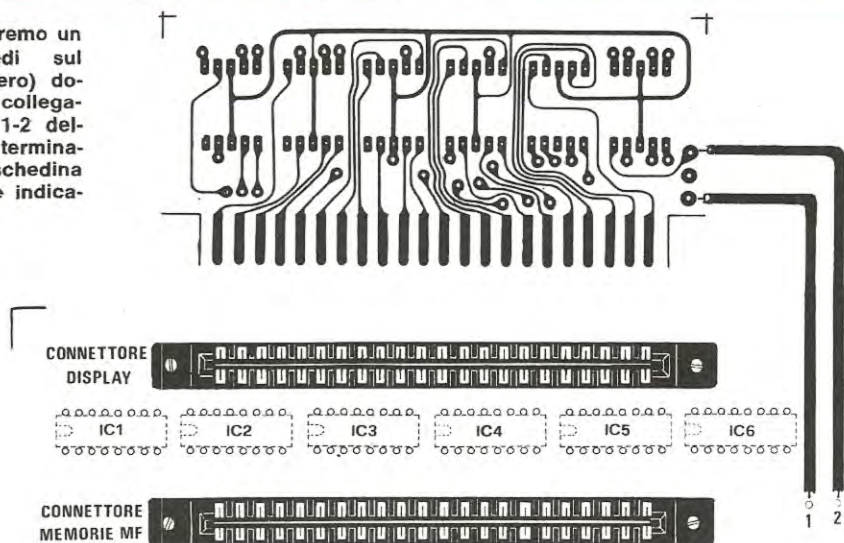 remo un
edi sul
ero) do-
collega-
1-2 del-
termina-
schedina
e indica-
CONNETTORE
DISPLAY
IC1 IC2 IC3 IC4 IC5 IC6
CONNETTORE
MEMORIE MF
1 2